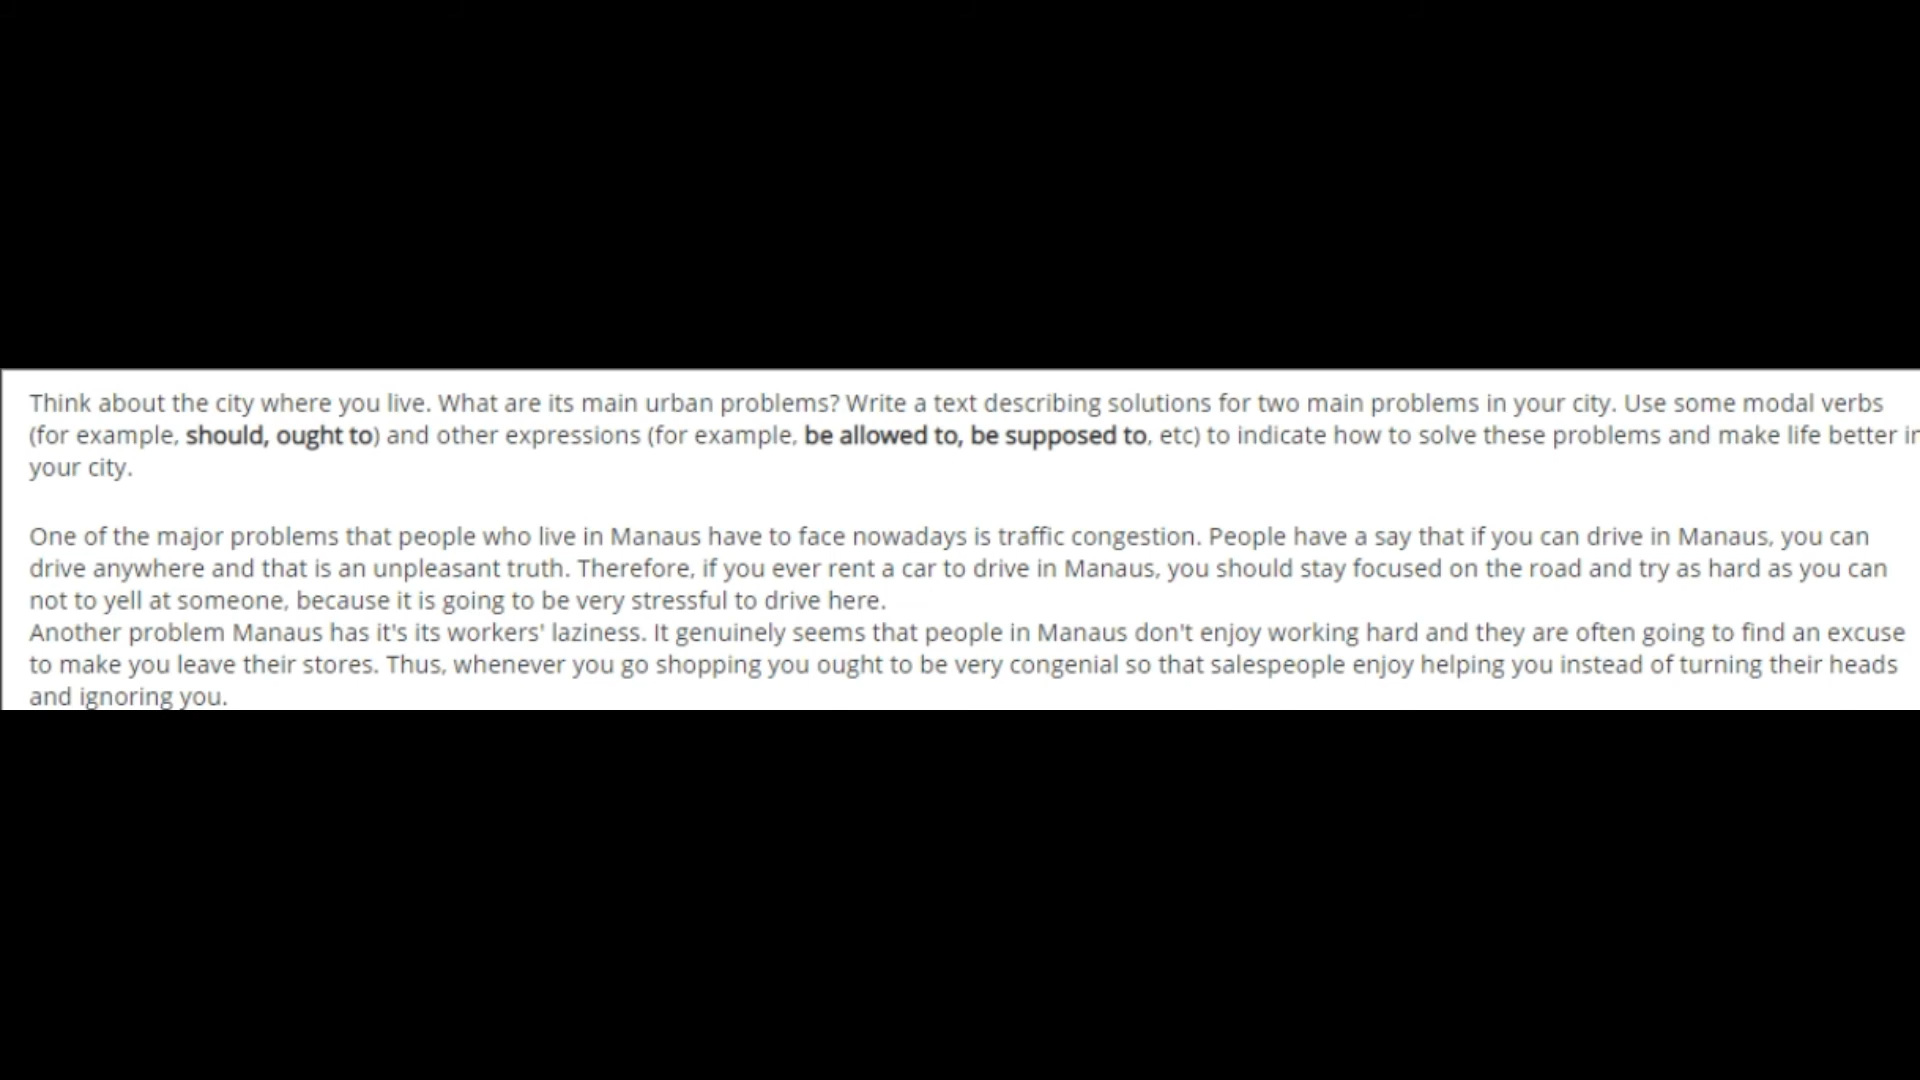 Think about the city where you live. What are its main urban problems? Write a text describing solutions for two main problems in your city. Use some modal verbs
(for example, should, ought to) and other expressions (for example, be allowed to, be supposed to, etc) to indicate how to solve these problems and make life better in
your city.
One of the major problems that people who live in Manaus have to face nowadays is traffic congestion. People have a say that if you can drive in Manaus, you can
drive anywhere and that is an unpleasant truth. Therefore, if you ever rent a car to drive in Manaus, you should stay focused on the road and try as hard as you can
not to yell at someone, because it is going to be very stressful to drive here.
Another problem Manaus has it's its workers' laziness. It genuinely seems that people in Manaus don't enjoy working hard and they are often going to find an excuse
to make you leave their stores. Thus, whenever you go shopping you ought to be very congenial so that salespeople enjoy helping you instead of turning their heads
and ignoring you.